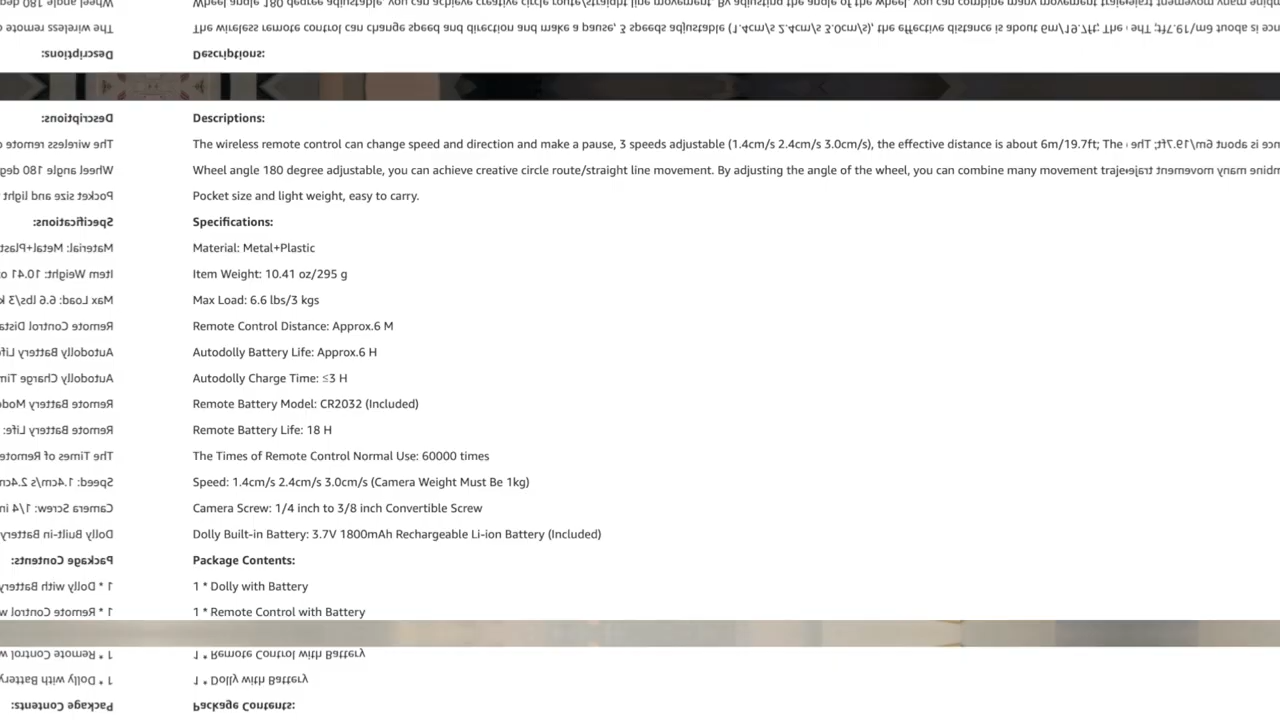 Descriptions:
The wireless remote control can change speed and direction and make a pause, 3 speeds adjustable (1.4cm/s 2.4cm/s 3.0cm/s), the effective distance is about 6m/19.7ft; The
Wheel angle 180 degree adjustable, you can achieve creative circle route/straight line movement. By adjusting the angle of the wheel, you can combine many movement
Pocket size and light weight, easy to carry.
Specifications:
Material: Metal+Plastic
Item Weight: 10.41 oz/295 g
Max Load: 6.6 lbs/3 kgs
Remote Control Distance: Approx.6 M
Autodolly Battery Life: Approx.6 H
Autodolly Charge Time: ≤3 H
Remote Battery Model: CR2032 (Included)
Remote Battery Life: 18 H
The Times of Remote Control Normal Use: 60000 times
Speed: 1.4cm/s 2.4cm/s 3.0cm/s (Camera Weight Must Be 1kg)
Camera Screw: 1/4 inch to 3/8 inch Convertible Screw
Dolly Built-in Battery: 3.7V 1800mAh Rechargeable Li-ion Battery (Included)
Package Contents:
1 * Dolly with Battery
1 * Remote Control with Battery